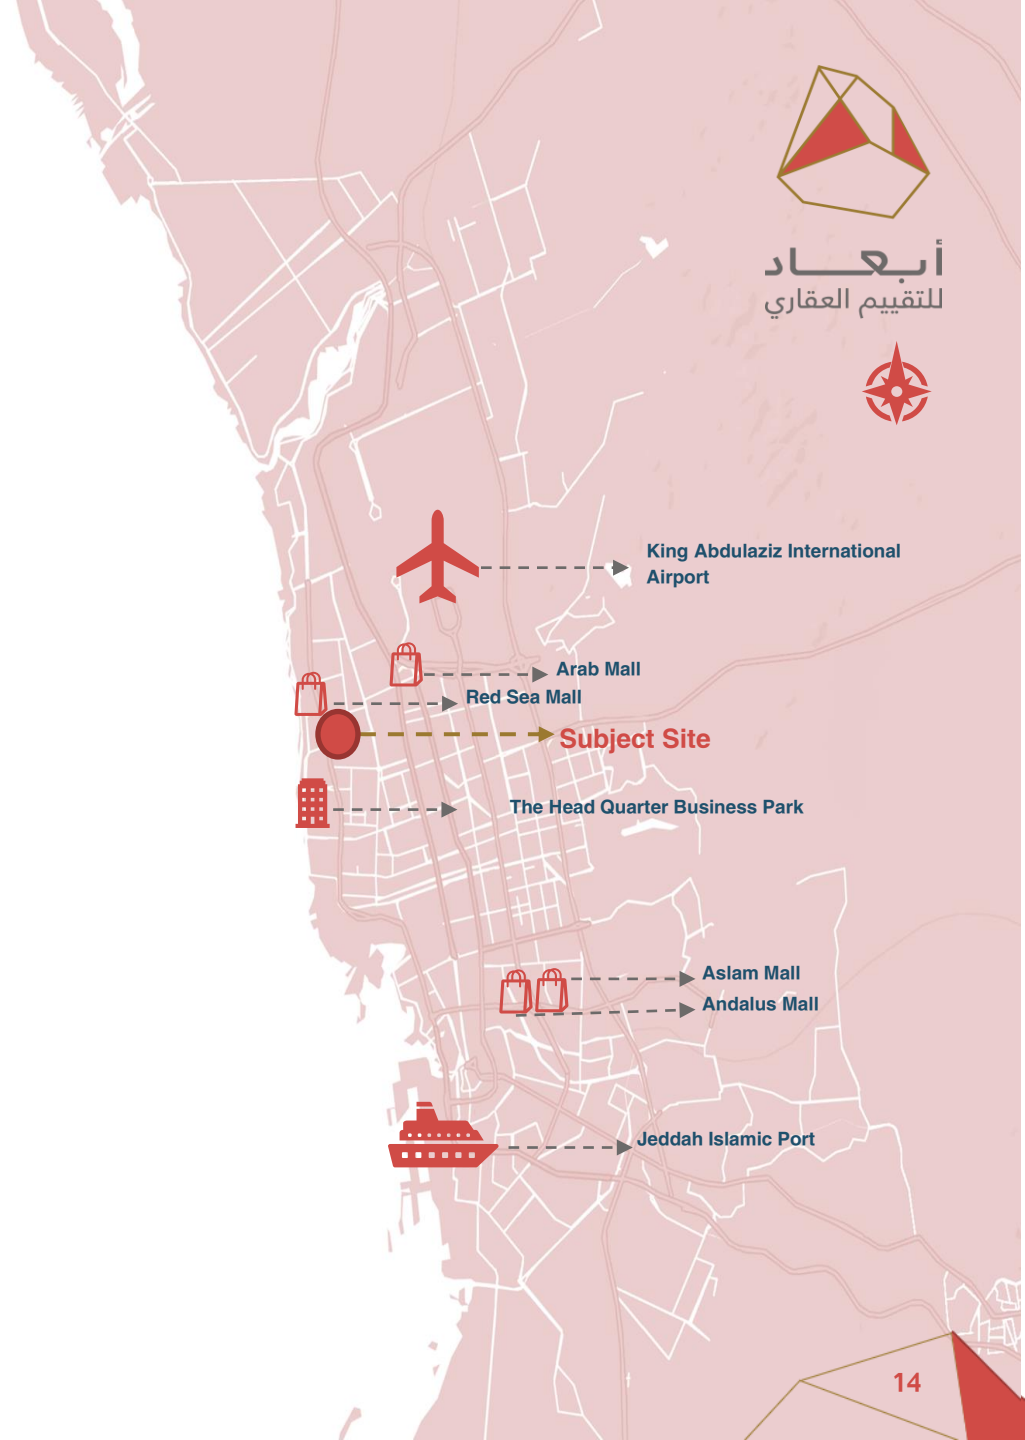 أبعاد
للتقييم العقاري
King Abdulaziz International
Airport
Arab Mall
Red Sea Mall
Subject Site
The Head Quarter Business Park
Aslam Mall
Andalus Mall
Jeddah Islamic Port
14